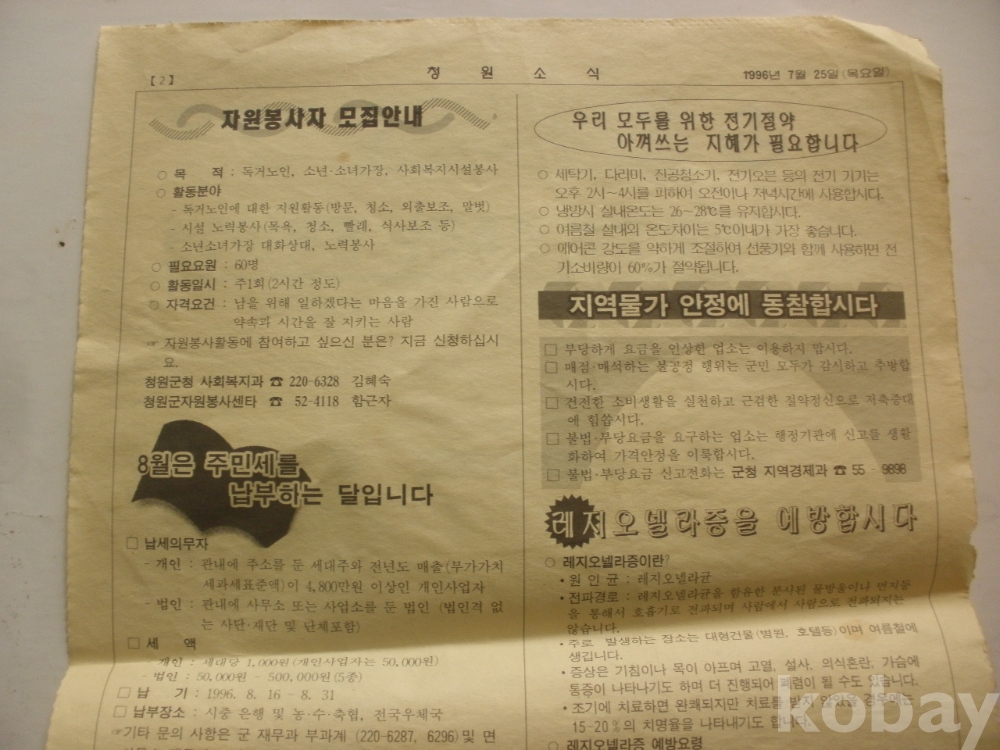 【2】
청 원 소 식
1996년 7월 25일(목요일)
자원봉사자 모집안내
○ 목 적 : 독거노인, 소년·소녀가장, 사회복지시설봉사
○ 활동분야
- 독거노인에 대한 지원활동(방문, 청소, 외출보조, 말벗)
- 시설 노력봉사(목욕, 청소, 빨래, 식사보조 등)
- 소년소녀가장 대화상대, 노력봉사
○ 필요요원 : 60명
○ 활동일시 : 주1회(2시간 정도)
○ 자격요건 : 남을 위해 일하겠다는 마음을 가진 사람으로
약속과 시간을 잘 지키는 사람
☞ 자원봉사활동에 참여하고 싶으신 분은? 지금 신청하십시
요.
청원군청 사회복지과 ☎ 220-6328 김혜숙
청원군자원봉사센타 ☎ 52-4118 함근자
8월은 주민세를
납부하는 달입니다
□ 납세의무자
- 개인 : 관내에 주소를 둔 세대주와 전년도 매출(부가가치
세과세표준액)이 4,800만원 이상인 개인사업자
- 법인 : 관내에 사무소 또는 사업소를 둔 법인 (법인격 없
는 사단·재단 및 단체포함)
□ 세 액
- 개인 : 세대당 1,000원(개인사업자는 50,000원)
- 법인 : 50,000원 - 500,000원(5종)
□ 납 기 : 1996. 8. 16 - 8. 31
□ 납부장소 : 시중 은행 및 농·수·축협, 전국우체국
☞기타 문의 사항은 군 재무과 부과계 (220-6287, 6296)및 면
우리 모두를 위한 전기절약
아껴쓰는 지혜가 필요합니다
○ 세탁기, 다리미, 진공청소기, 전기오븐 등의 전기 기기는
오후 2시~4시를 피하여 오전이나 저녁시간에 사용합시다.
○ 냉방시 실내온도는 26-28℃를 유지합시다.
○ 여름철 실내외 온도차이는 5℃이내가 가장 좋습니다.
○ 에어콘 강도를 약하게 조절하여 선풍기와 함께 사용하면 전
기소비량이 60%가 절약됩니다.
지역물가 안정에 동참합시다
□ 부당하게 요금을 인상한 업소는 이용하지 맙시다.
□ 매점·매석하는 불공정 행위는 군민 모두가 감시하고 추방합
시다.
□ 건전한 소비생활을 실천하고 근검한 절약정신으로 저축증대
에 힘씁시다.
□ 불법·부당요금을 요구하는 업소는 행정기관에 신고를 생활
화하여 가격안정을 이룩합시다.
□ 불법·부당요금 신고전화는 군청 지역경제과 ☎ 55 - 9898
레지오넬라증을 예방합시다
○ 레지오넬라증이란?
• 원 인 균 : 레지오넬라균
• 전파경로 : 레지오넬라균을 함유한 분사된 물방울이나 먼지등
을 통해서 호흡기로 전파되며 사람에서 사람으로 전파되지는
않습니다.
• 주로 발생하는 장소는 대형건물(병원, 호텔등)이며 여름철에
생깁니다.
• 증상은 기침이나 목이 아프며 고열, 설사, 의식혼란, 가슴에
통증이 나타나기도 하며 더 진행되어 폐렴이 될 수도 있습니다.
• 조기에 치료하면 완쾌되지만 치료를 받지 않았을 경우에는
15-20%의 치명율을 나타내기도 합니다.
○ 레지오넬라증 예방요령
kobay